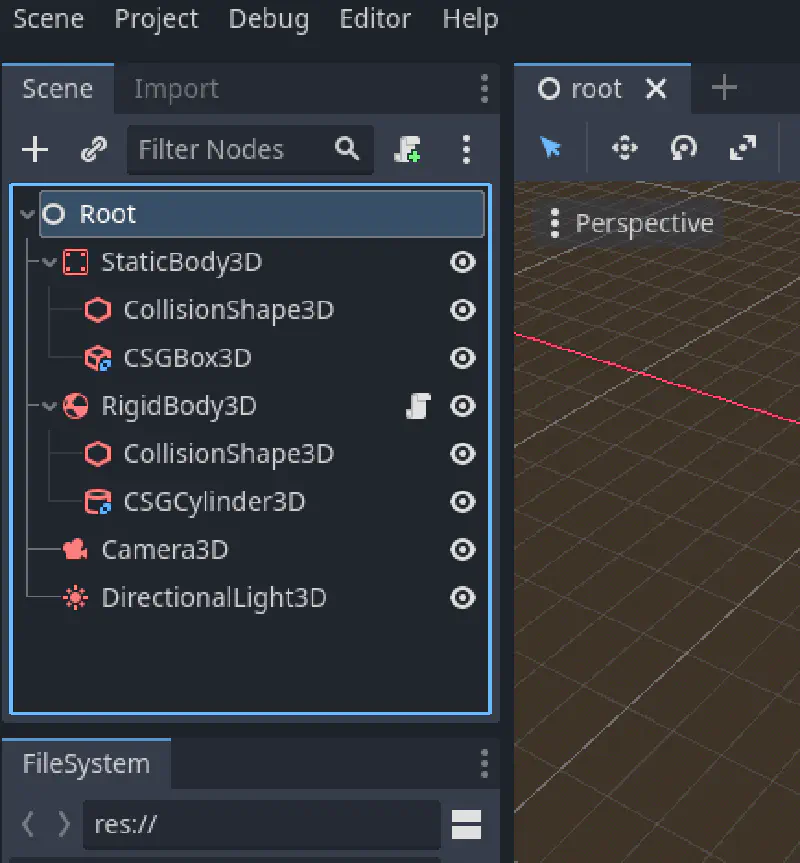 Scene Project Debug Editor Help
Scene Import
root
Filter Nodes
Perspective
Root
StaticBody3D
CollisionShape3D
CSGBox3D
RigidBody3D
CollisionShape3D
CSGCylinder3D
Camera3D
DirectionalLight3D
FileSystem
res://